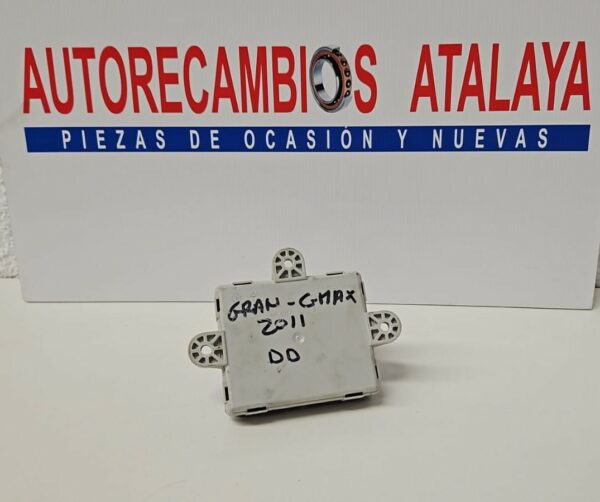 AUTORECAMBIOS ATALAYA
PIEZAS DE OCASIÓN Y NUEVAS
GRAN-CMAX
2011
DD